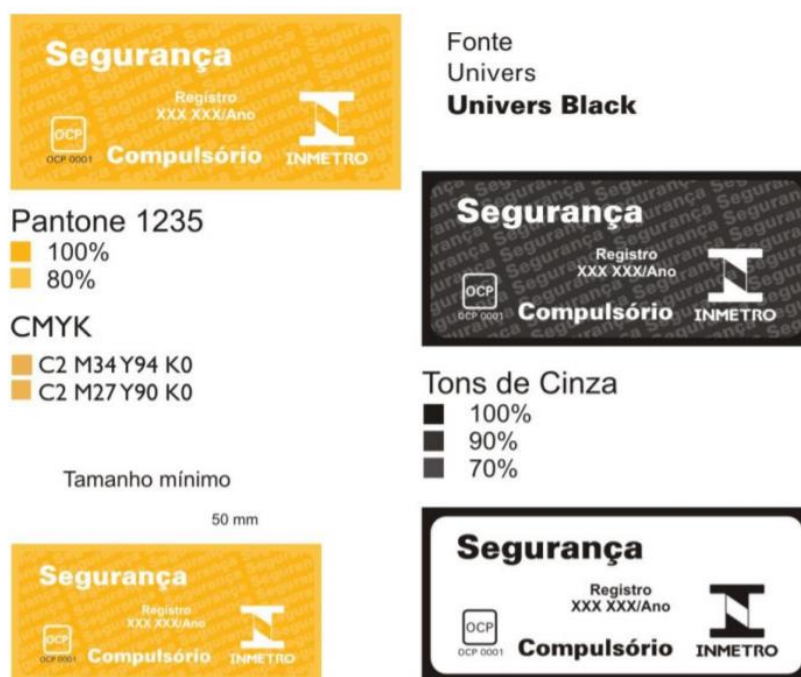 Segurança
Registro
XXX XXX/Ano
OCP
OCP 0001
Compulsório
INMETRO
Pantone 1235
100%
80%
CMYK
C2 M34 Y94 K0
C2 M27 Y90 K0
Tamanho mínimo
50 mm
Segurança
Registro
XXX XXX/Ano
OCP
OCP 0001
Compulsório
INMETRO
Fonte
Univers
Univers Black
Segurança
Registro
XXX XXX/Ano
OCP
OCP 0001
Compulsório
INMETRO
Tons de Cinza
100%
90%
70%
Segurança
Registro
XXX XXX/Ano
OCP
OCP 0001
Compulsório
INMETRO